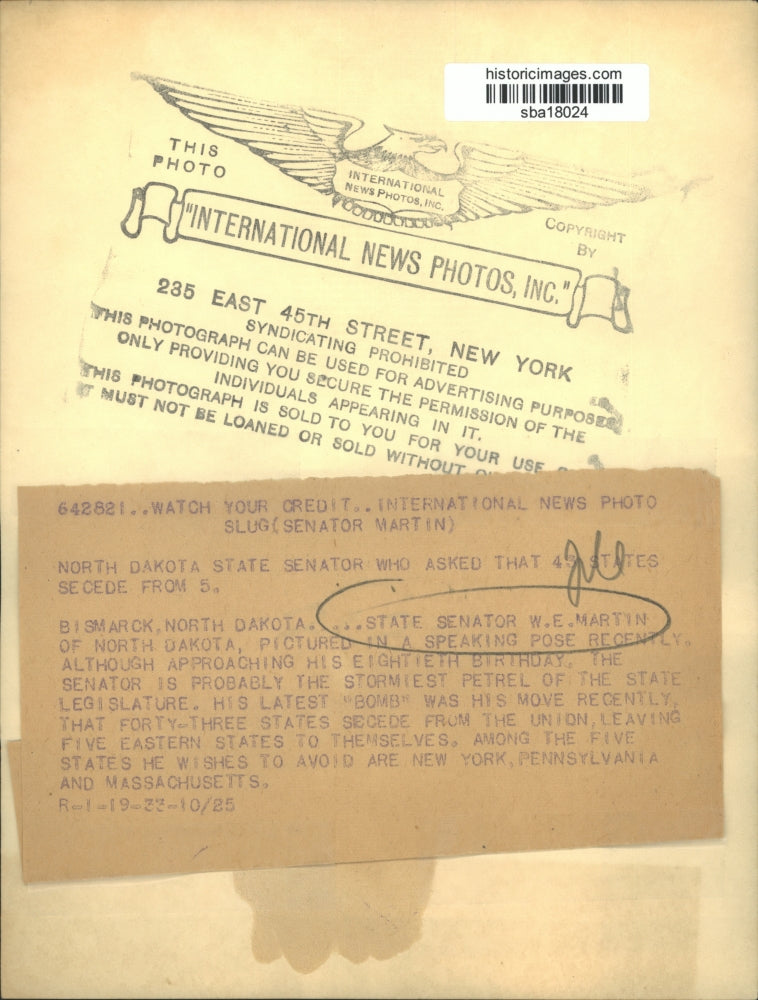 historicimages.com
sba18024
THIS
PHOTO
INTERNATIONAL
NEWS PHOTOS, INC.
COPYRIGHT
BY
"INTERNATIONAL NEWS PHOTOS, INC."
235 EAST 45TH STREET, NEW YORK
SYNDICATING PROHIBITED
THIS PHOTOGRAPH CAN BE USED FOR ADVERTISING PURPOSES
ONLY PROVIDING YOU SECURE THE PERMISSION OF THE
INDIVIDUALS APPEARING IN IT.
THIS PHOTOGRAPH IS SOLD TO YOU FOR YOUR USE
IT MUST NOT BE LOANED OR SOLD WITHOUT
642821..WATCH YOUR CREDIT..INTERNATIONAL NEWS PHOTO
SLUG(SENATOR MARTIN)
NORTH DAKOTA STATE SENATOR WHO ASKED THAT 43 STATES
SECEDE FROM 5.
BISMARCK,NORTH DAKOTA....STATE SENATOR W.E.MARTIN
OF NORTH DAKOTA, PICTURED IN A SPEAKING POSE RECENTLY.
ALTHOUGH APPROACHING HIS EIGHTIETH BIRTHDAY, THE
SENATOR IS PROBABLY THE STORMIEST PETREL OF THE STATE
LEGISLATURE. HIS LATEST "BOMB" WAS HIS MOVE RECENTLY,
THAT FORTY-THREE STATES SECEDE FROM THE UNION,LEAVING
FIVE EASTERN STATES TO THEMSELVES. AMONG THE FIVE
STATES HE WISHES TO AVOID ARE NEW YORK,PENNSYLVANIA
AND MASSACHUSETTS.
R-1-19-33-10/25